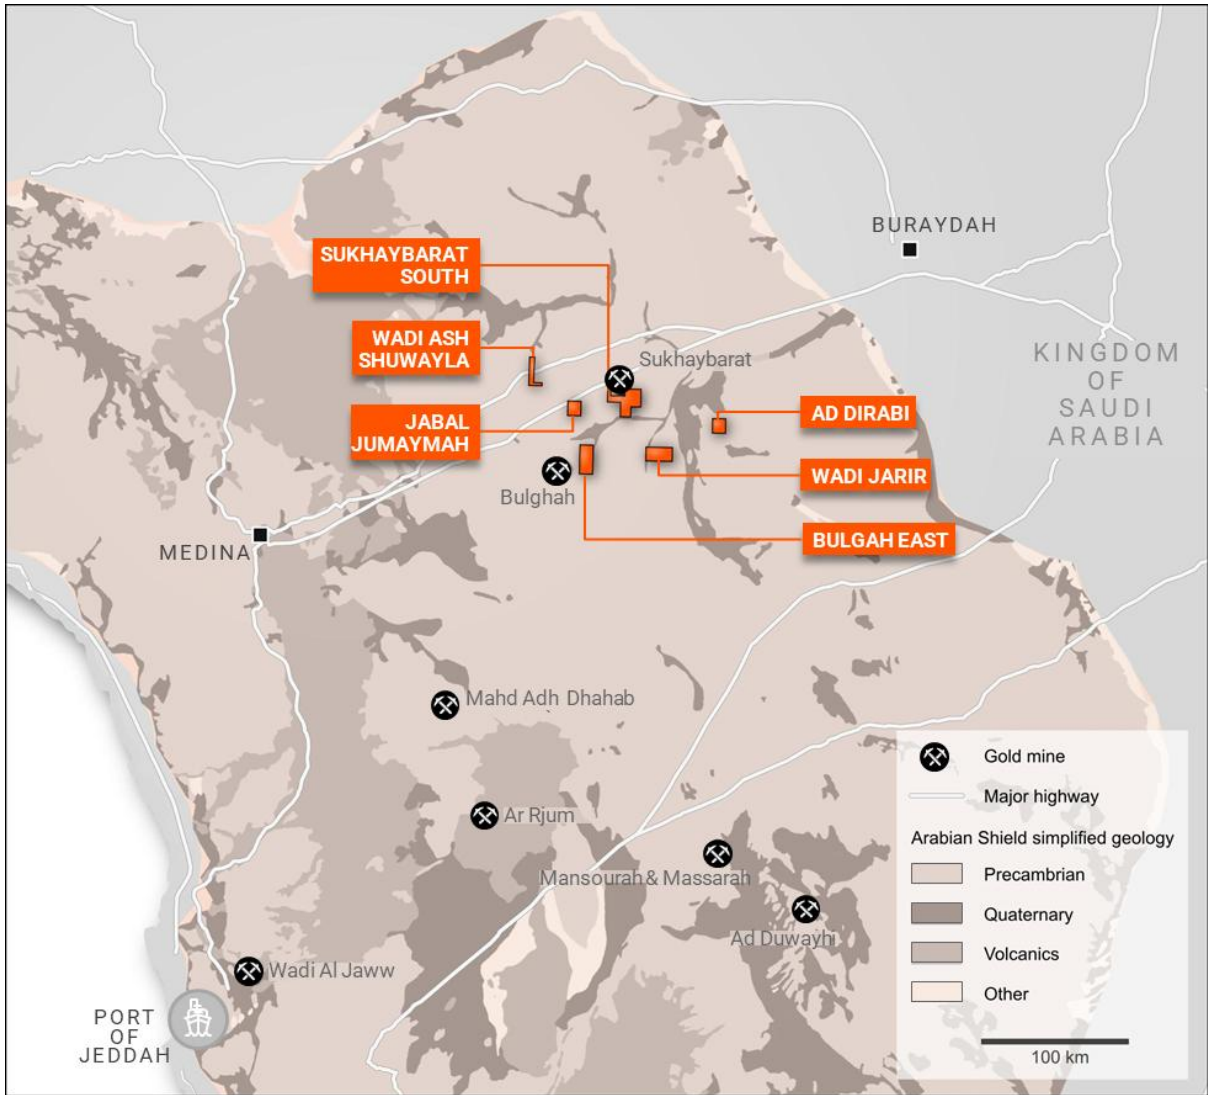 BURAYDAH
SUKHAYBARAT
SOUTH
WADI ASH
SHUWAYLA
Sukhaybarat
KINGDOM
OF
SAUDI
ARABIA
JABAL
JUMAYMAH
AD DIRABI
WADI JARIR
Bulghah
BULGAH EAST
MEDINA
Mahd Adh Dhahab
Ar Rjum
Mansourah & Massarah
Ad Duwayhi
Wadi Al Jaww
PORT
OF
JEDDAH
Gold mine
Major highway
Arabian Shield simplified geology
Precambrian
Quaternary
Volcanics
Other
100 km